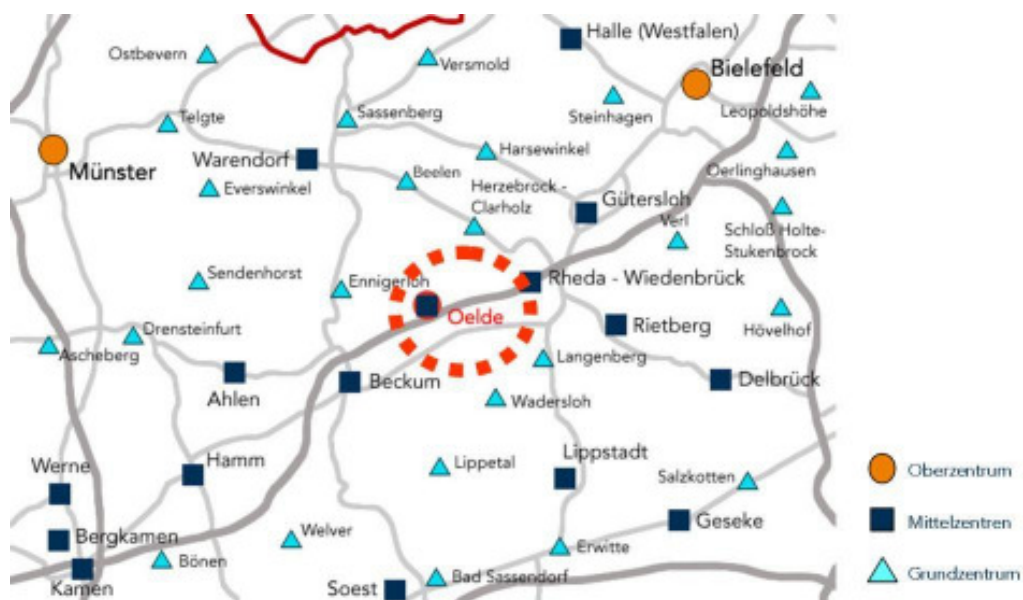 Halle (Westfalen)
Ostbevern
Versmold
Bielefeld
Leopoldshöhe
Steinhagen
Telgte
Sassenberg
Münster
Warendorf
Harsewinkel
Oerlinghausen
Everswinkel
Beelen
Herzebrock -
Clarholz
Gütersloh
Verl
Schloß Holte-
Stukenbrock
Sendenhorst
Ennigerloh
Rheda - Wiedenbrück
Oelde
Rietberg
Hövelhof
Drensteinfurt
Ascheberg
Langenberg
Ahlen
Beckum
Delbrück
Wadersloh
Werne
Hamm
Lippetal
Lippstadt
Salzkotten
Oberzentrum
Bergkamen
Welver
Geseke
Mittelzentren
Kamen
Bönen
Erwitte
Soest
Bad Sassendorf
Grundzentrum